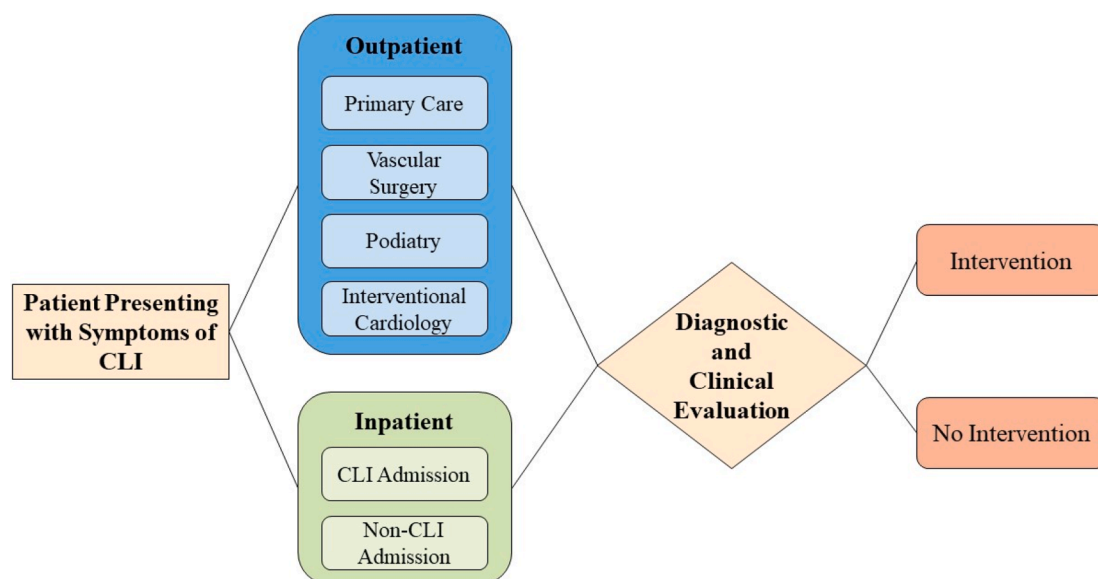 Outpatient
Primary Care
Vascular
Surgery
Podiatry
Interventional
Cardiology
Patient Presenting
with Symptoms of
CLI
Inpatient
CLI Admission
Non-CLI
Admission
Diagnostic
and
Clinical
Evaluation
Intervention
No Intervention